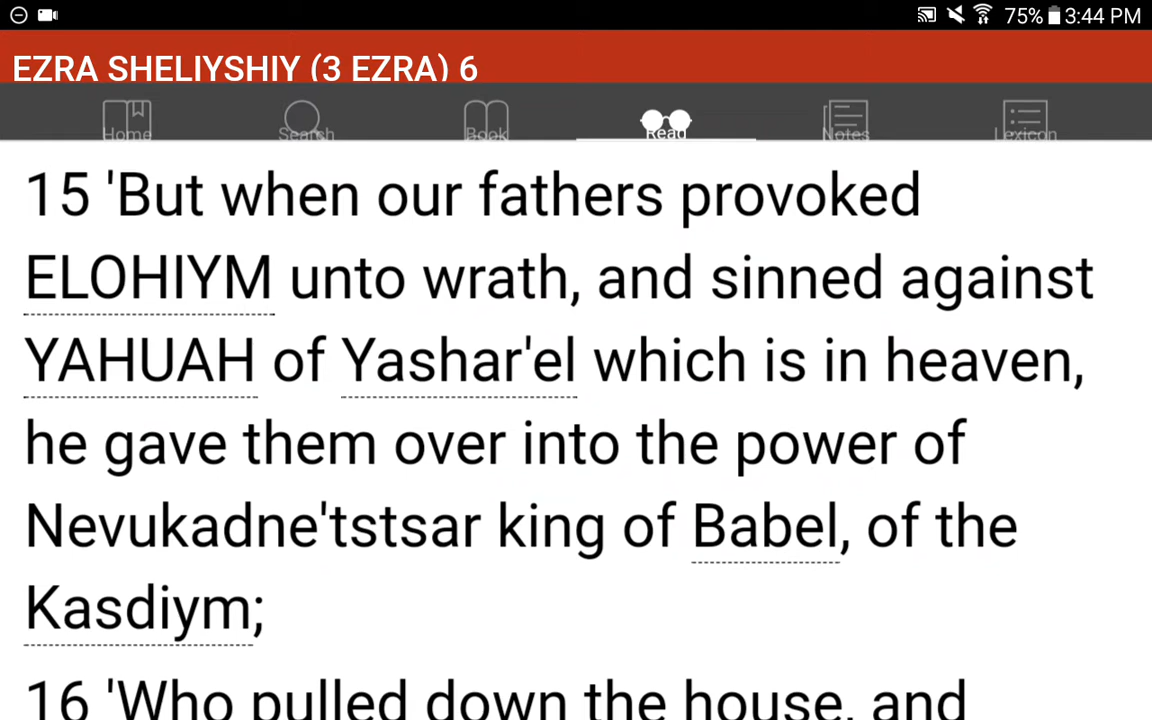 75% 3:44 PM
EZRA SHELIYSHIY (3 EZRA) 6
Home Search Book Read Notes Lexicon
15 'But when our fathers provoked
ELOHIYM unto wrath, and sinned against
YAHUAH of Yashar'el which is in heaven,
he gave them over into the power of
Nevukadne'tstsar king of Babel, of the
Kasdiym;
16 'Who pulled down the house, and